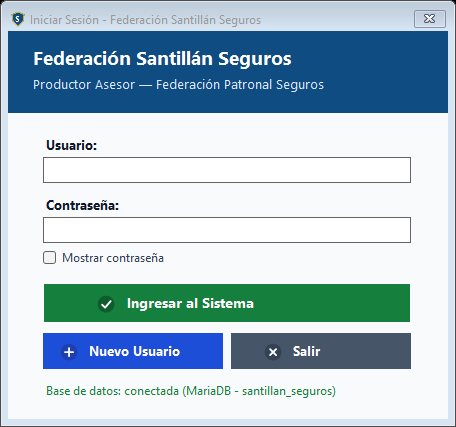 Iniciar Sesión - Federación Santillán Seguros
Federación Santillán Seguros
Productor Asesor — Federación Patronal Seguros
Usuario:
Contraseña:
Mostrar contraseña
Ingresar al Sistema
Nuevo Usuario
Salir
Base de datos: conectada (MariaDB - santillan_seguros)